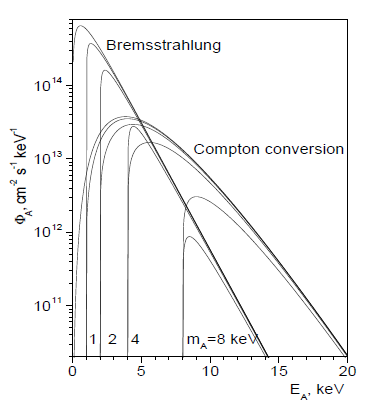 Bremsstrahlung
Compton conversion
10¹⁴
10¹³
10¹²
10¹¹
Φ_A, cm⁻² s⁻¹ keV⁻¹
1 2 4 m_A=8 keV
0 5 10 15 20
E_A, keV